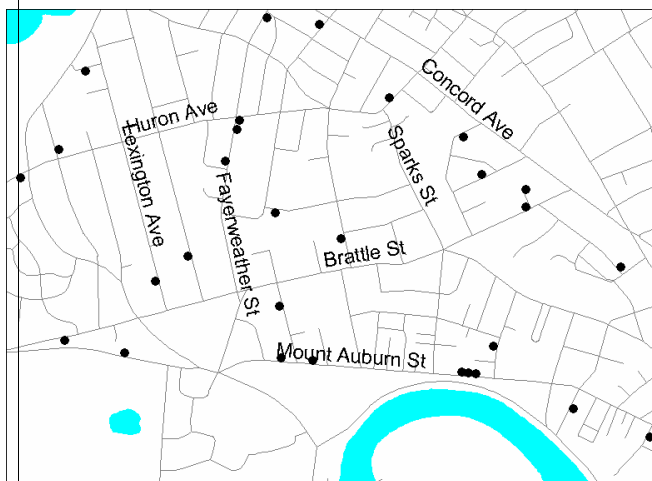 Concord Ave
Huron Ave
Lexington Ave
Sparks St
Fayerweather St
Brattle St
Mount Auburn St